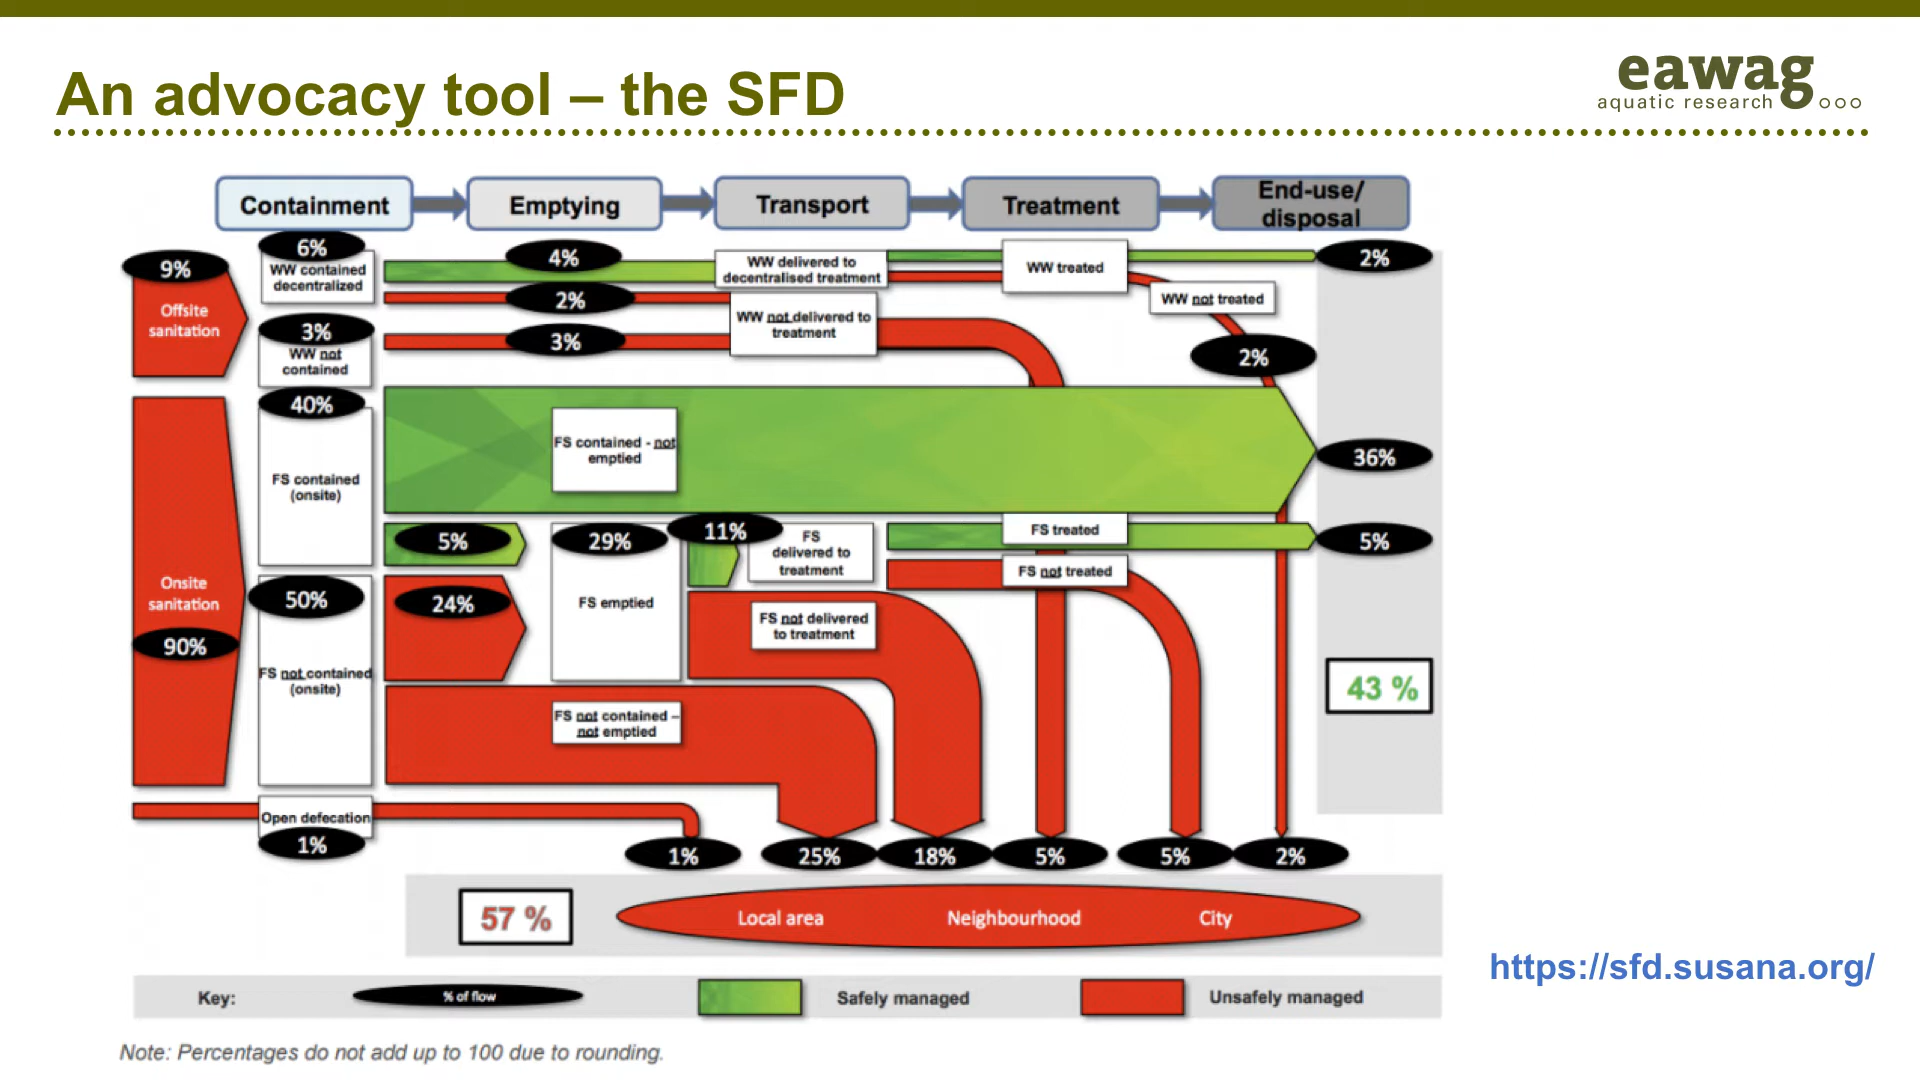 An advocacy tool – the SFD
eawag
aquatic research
Containment
Emptying
Transport
Treatment
End-use/
disposal
9%
Offsite
sanitation
6%
WW contained
decentralized
4%
WW delivered to
decentralised treatment
WW treated
2%
2%
WW not treated
3%
WW not
contained
3%
WW not delivered to
treatment
2%
40%
FS contained
(onsite)
FS contained - not
emptied
36%
5%
29%
FS emptied
11%
FS
delivered to
treatment
FS treated
5%
FS not treated
Onsite
sanitation
90%
50%
FS not contained
(onsite)
24%
FS not delivered
to treatment
43 %
FS not contained –
not emptied
Open defecation
1%
1%
25%
18%
5%
5%
2%
57 %
Local area
Neighbourhood
City
https://sfd.susana.org/
Key:
% of flow
Safely managed
Unsafely managed
Note: Percentages do not add up to 100 due to rounding.